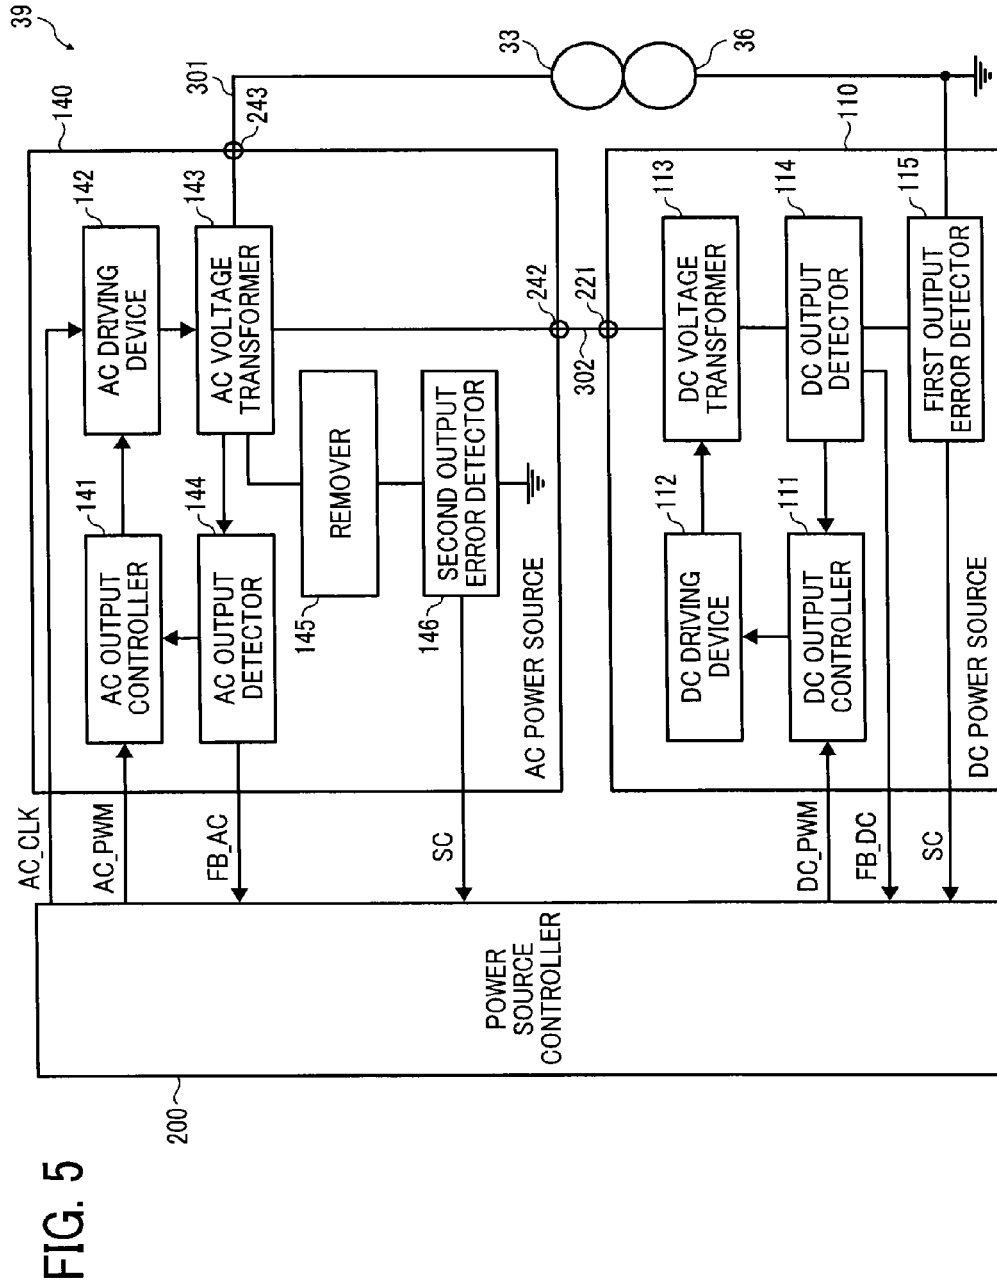 FIG. 5
39
200
POWER
SOURCE
CONTROLLER
AC_CLK
AC_PWM
FB_AC
SC
DC_PWM
FB_DC
SC
140
AC POWER SOURCE
141
AC OUTPUT
CONTROLLER
142
AC DRIVING
DEVICE
143
AC VOLTAGE
TRANSFORMER
144
AC OUTPUT
DETECTOR
145
REMOVER
146
SECOND OUTPUT
ERROR DETECTOR
243
301
242
302
221
33
36
110
DC POWER SOURCE
111
DC OUTPUT
CONTROLLER
112
DC DRIVING
DEVICE
113
DC VOLTAGE
TRANSFORMER
114
DC OUTPUT
DETECTOR
115
FIRST OUTPUT
ERROR DETECTOR